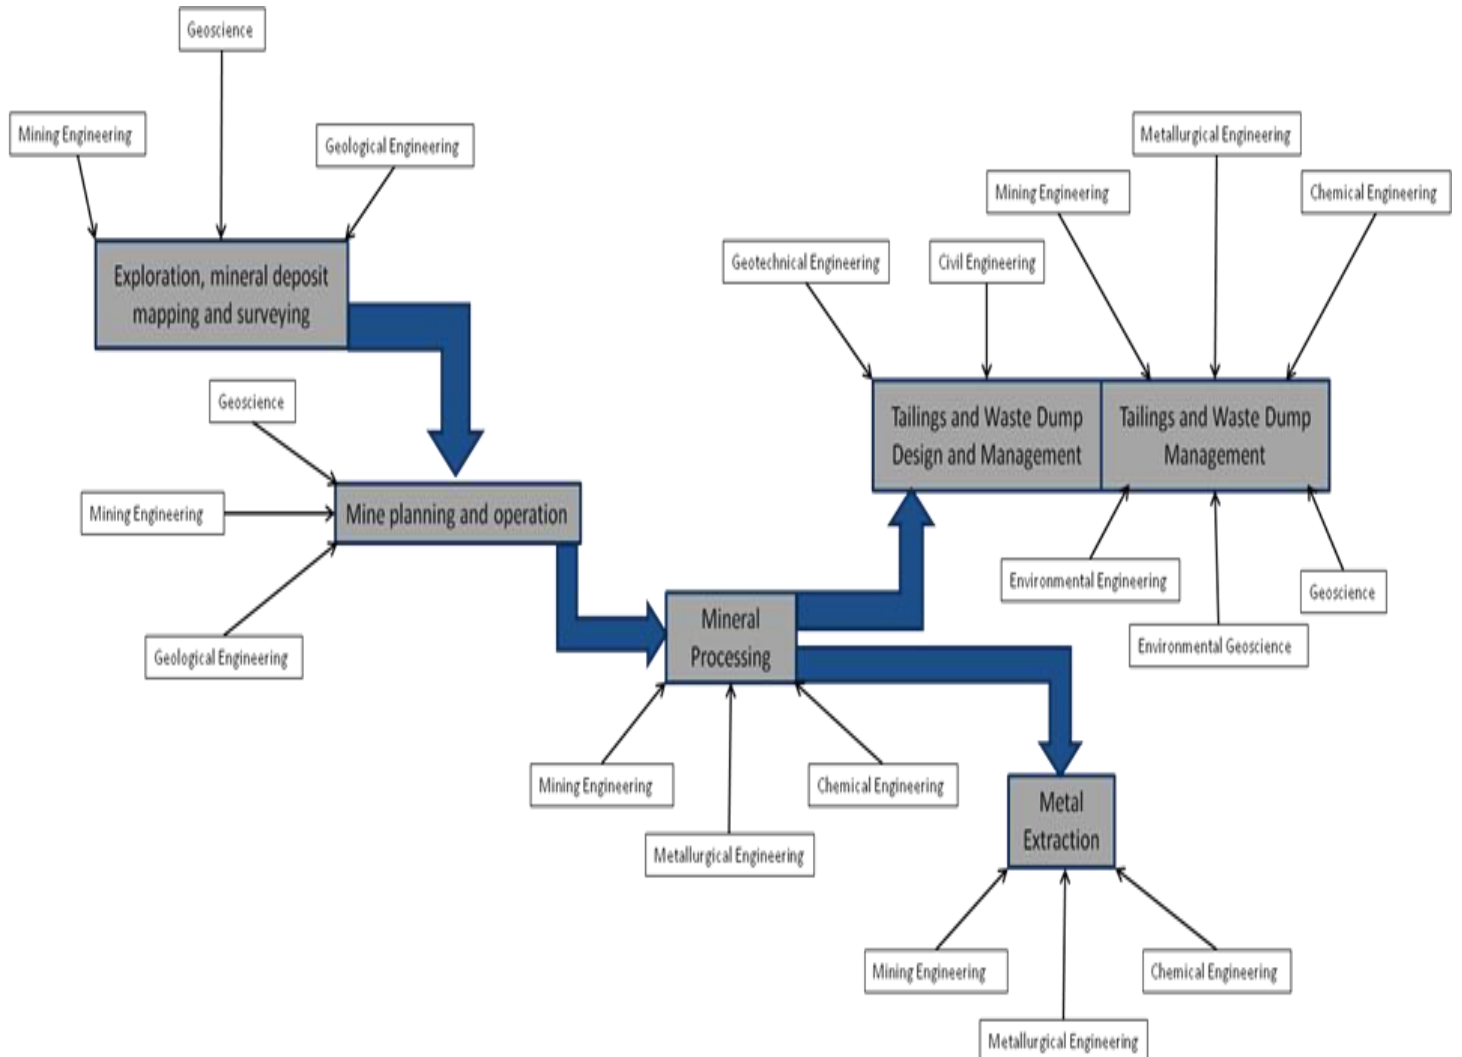 Geoscience
Mining Engineering
Geological Engineering
Exploration, mineral deposit
mapping and surveying
Metallurgical Engineering
Mining Engineering
Chemical Engineering
Geotechnical Engineering
Civil Engineering
Geoscience
Mining Engineering
Geological Engineering
Mine planning and operation
Tailings and Waste Dump
Design and Management
Tailings and Waste Dump
Management
Environmental Engineering
Geoscience
Environmental Geoscience
Mineral
Processing
Mining Engineering
Chemical Engineering
Metallurgical Engineering
Metal
Extraction
Mining Engineering
Chemical Engineering
Metallurgical Engineering